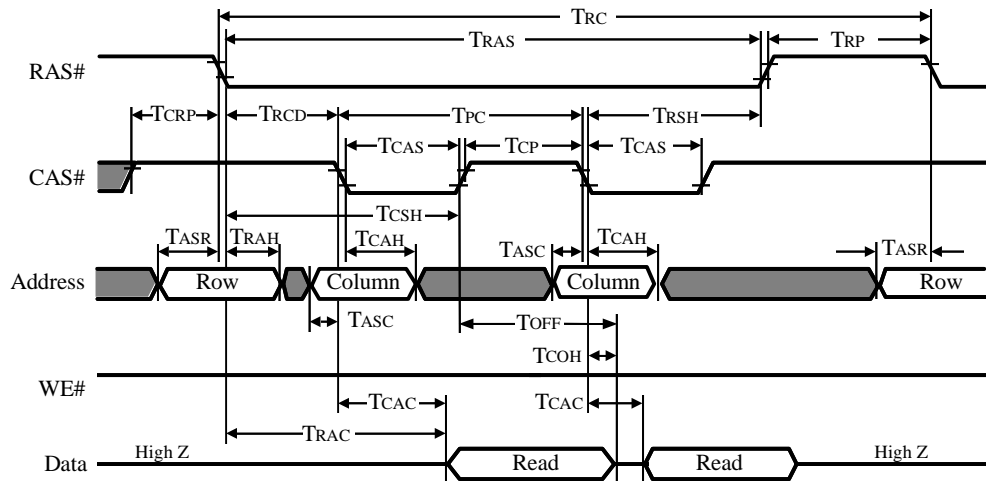 TRC
TRAS TRP
RAS#
TCRP TRCD TPC TRSH
TCAS TCP TCAS
CAS#
TCSH
TASR TRAH TCAH TASC TCAH TASR
Address Row Column Column Row
TASC TOFF
TCOH
WE#
TCAC TCAC
TRAC
Data High Z Read Read High Z